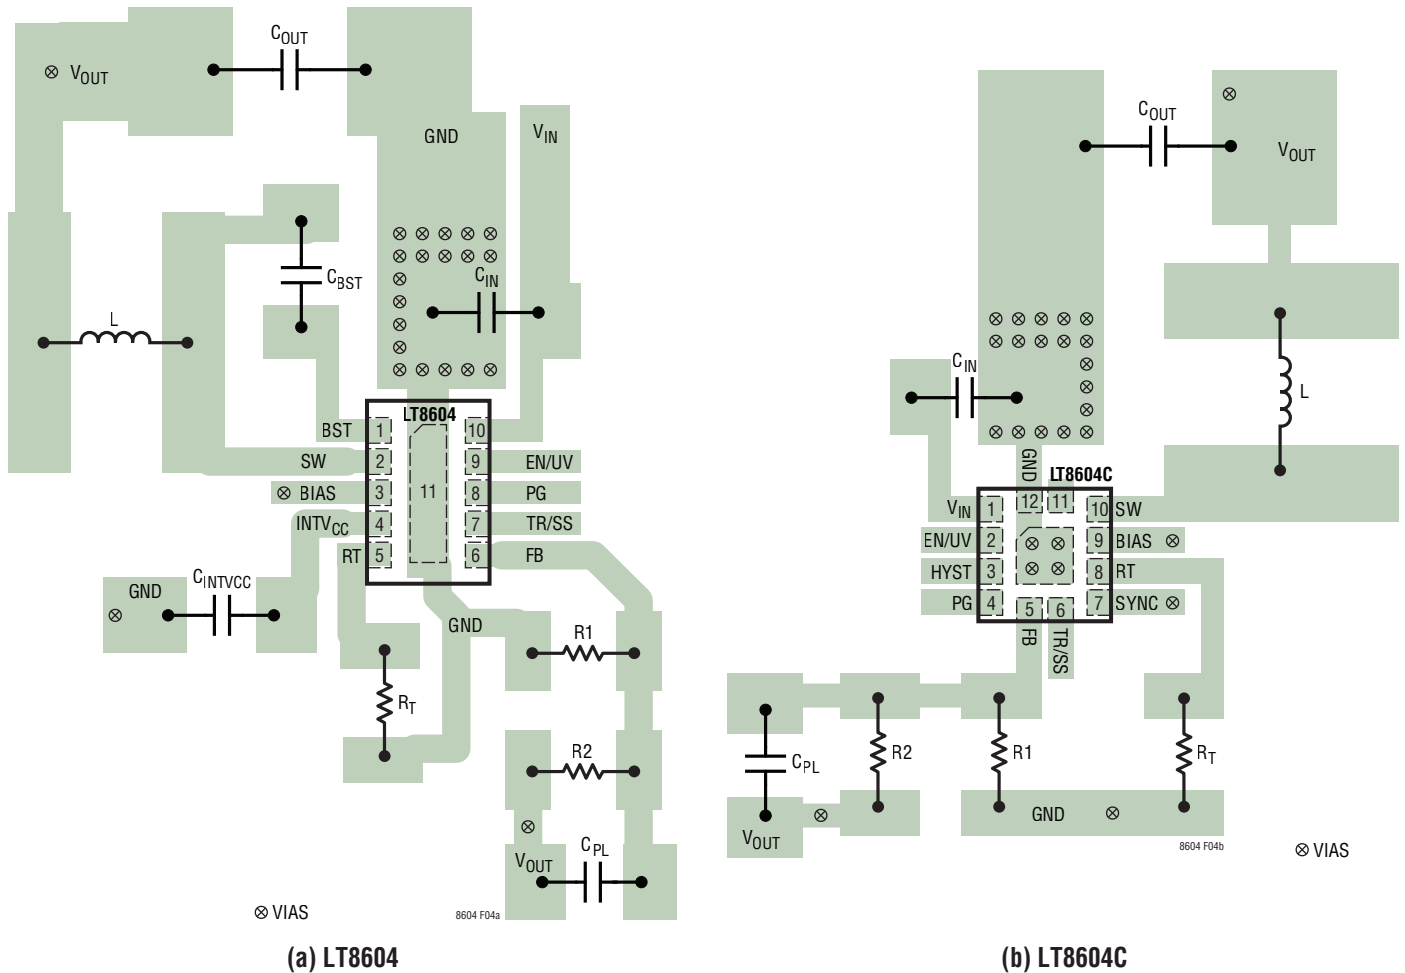 COUT
VOUT
GND
VIN
CBST
CIN
L
LT8604
BST 1
10
SW 2
9 EN/UV
BIAS 3
11
8 PG
INTVCC 4
7 TR/SS
RT 5
6 FB
CINTVCC
GND
GND
R1
RT
R2
VOUT
CPL
VIAS
8604 F04a
(a) LT8604
COUT
VOUT
CIN
L
GND
LT8604C
12 11
VIN 1
10 SW
EN/UV 2
9 BIAS
HYST 3
8 RT
PG 4
7 SYNC
5 6
FB
TR/SS
CPL
R2
R1
RT
VOUT
GND
8604 F04b
VIAS
(b) LT8604C